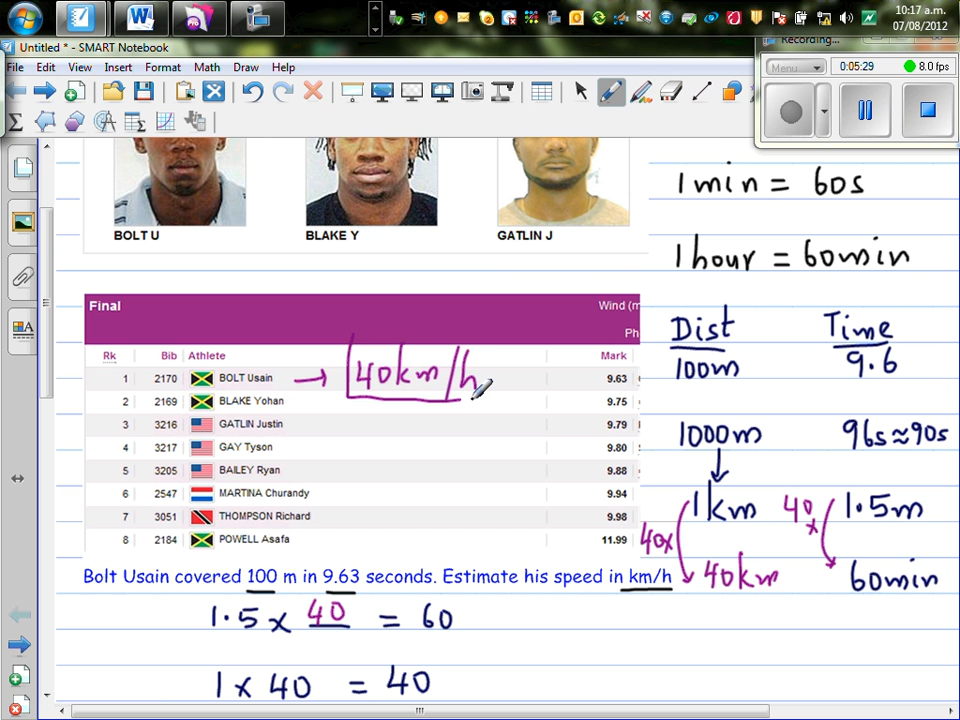 10:17 a.m.
07/08/2012
Untitled * - SMART Notebook
Recording...
File Edit View Insert Format Math Draw Help
Menu
0:05:29
8.0 fps
BOLT U BLAKE Y GATLIN J
1 min = 60s
1 hour = 60min
Final
Wind (m
Ph
Rk Bib Athlete Mark
1 2170 BOLT Usain 9.63
→ 40km/h
2 2169 BLAKE Yohan 9.75
3 3216 GATLIN Justin 9.79
4 3217 GAY Tyson 9.80
5 3205 BAILEY Ryan 9.88
6 2547 MARTINA Churandy 9.94
7 3051 THOMPSON Richard 9.98
8 2184 POWELL Asafa 11.99
Dist Time
100m 9.6
1000m 96s≈90s
1km 1.5m
40x 40x
40km 60min
Bolt Usain covered 100 m in 9.63 seconds. Estimate his speed in km/h
1.5 x 40 = 60
1 x 40 = 40